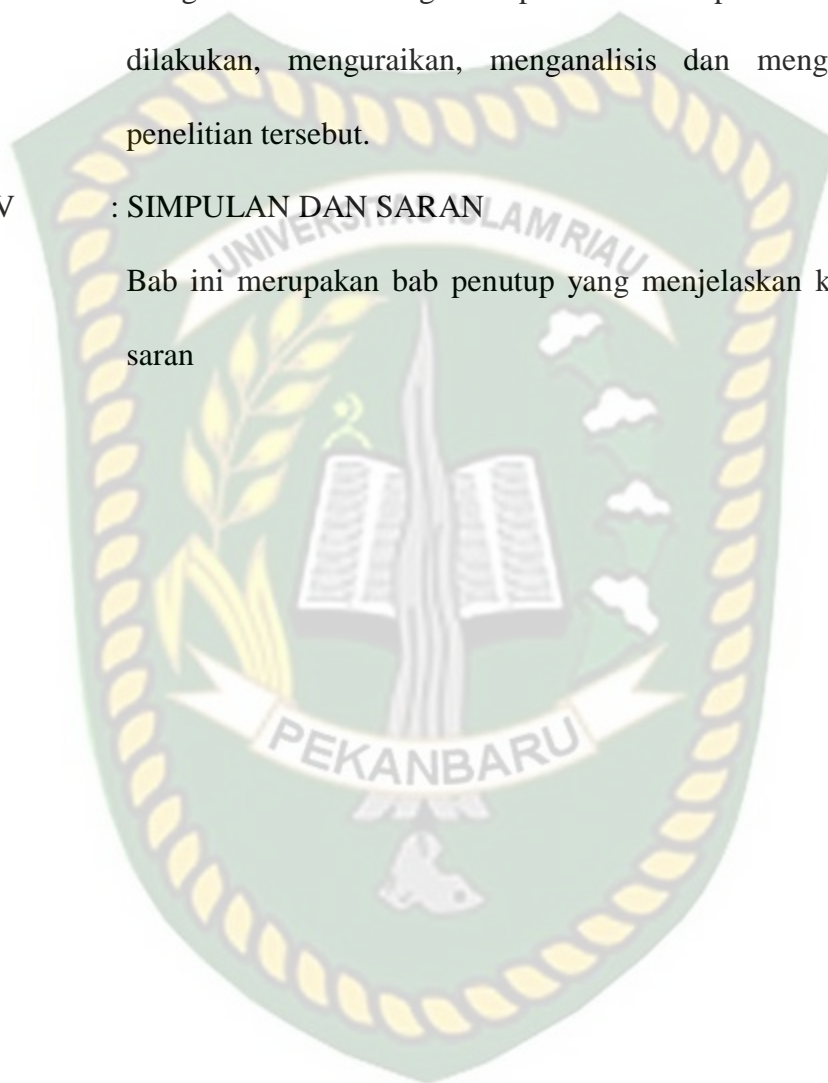 dilakukan, menguraikan, menganalisis dan meng
penelitian tersebut.
V : SIMPULAN DAN SARAN
UNIVERSITAS ISLAM RIAU
Bab ini merupakan bab penutup yang menjelaskan k
saran
PEKANBARU